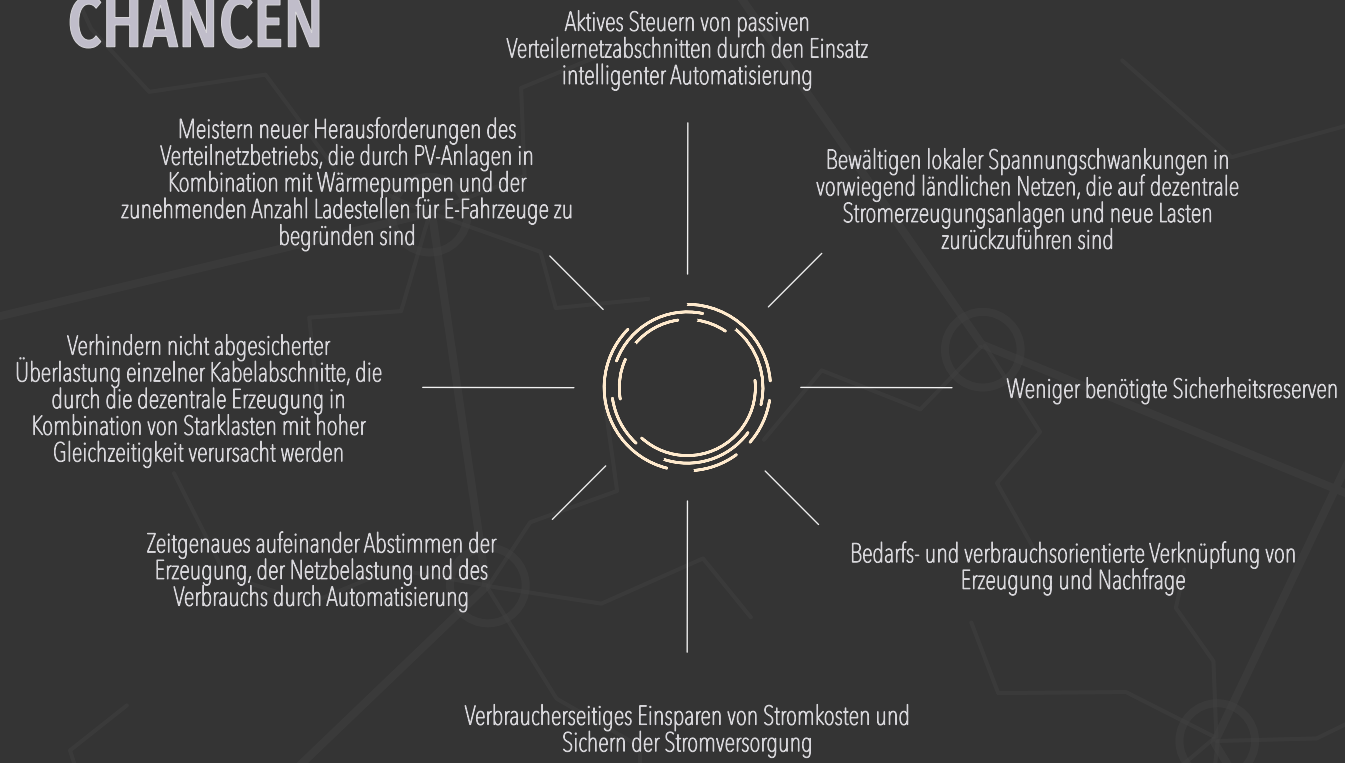 CHANCEN
Aktives Steuern von passiven
Verteilernetzabschnitten durch den Einsatz
intelligenter Automatisierung
Meistern neuer Herausforderungen des
Verteilnetzbetriebs, die durch PV-Anlagen in
Kombination mit Wärmepumpen und der
zunehmenden Anzahl Ladestellen für E-Fahrzeuge zu
begründen sind
Bewältigen lokaler Spannungschwankungen in
vorwiegend ländlichen Netzen, die auf dezentrale
Stromerzeugungsanlagen und neue Lasten
zurückzuführen sind
Verhindern nicht abgesicherter
Überlastung einzelner Kabelabschnitte, die
durch die dezentrale Erzeugung in
Kombination von Starklasten mit hoher
Gleichzeitigkeit verursacht werden
Weniger benötigte Sicherheitsreserven
Zeitgenaues aufeinander Abstimmen der
Erzeugung, der Netzbelastung und des
Verbrauchs durch Automatisierung
Bedarfs- und verbrauchsorientierte Verknüpfung von
Erzeugung und Nachfrage
Verbraucherseitiges Einsparen von Stromkosten und
Sichern der Stromversorgung